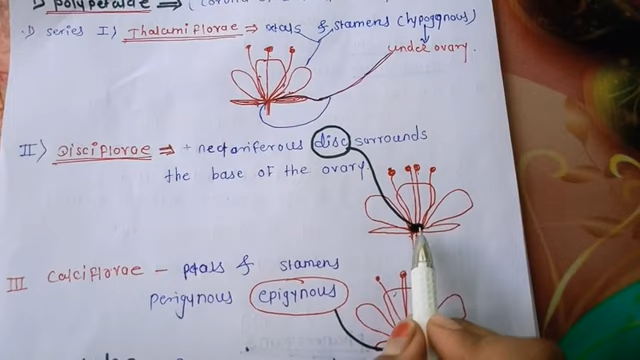 Polypetalae ⇒ (
D series I) Thalamiflorae ⇒ petals & stamens (hypogynous)
under ovary.
II) Disciflorae ⇒ + nectariferous disc surrounds
the base of the ovary
III Calciflorae - petals & stamens
perigynous epigynous